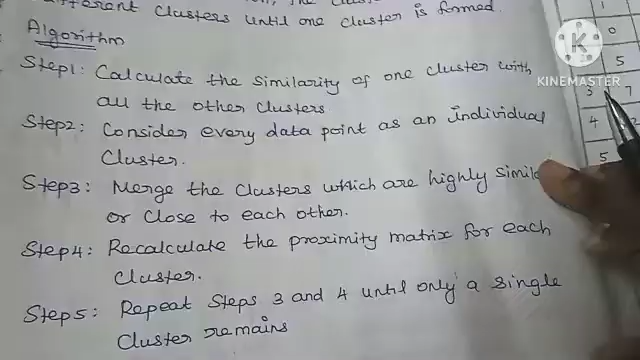 different clusters until one cluster is formed.
Algorithm
Step1: Calculate the similarity of one cluster with
all the other clusters
Step2: Consider every data point as an individual
cluster.
Step3: Merge the clusters which are highly
or close to each other.
Step4: Recalculate the proximity matrix for each
cluster.
Step5: Repeat Steps 3 and 4 until only a single
cluster remains
1
0
5
3 7
4 2
5
K
KINEMASTER